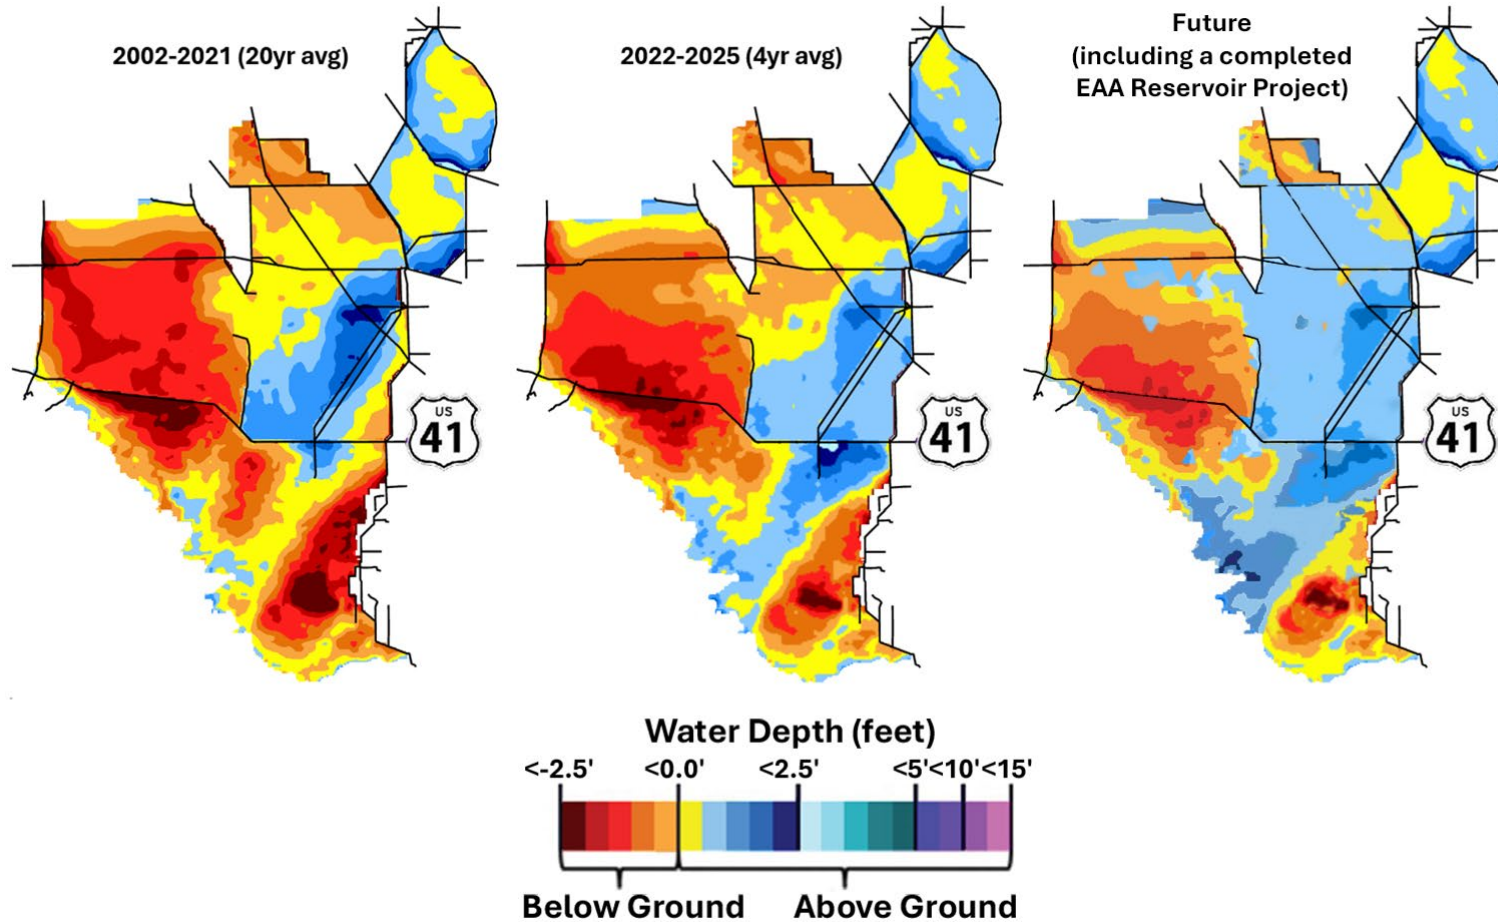 2002-2021 (20yr avg)
2022-2025 (4yr avg)
Future
(including a completed
EAA Reservoir Project)
US
41
US
41
US
41
Water Depth (feet)
<-2.5' <0.0' <2.5' <5' <10' <15'
Below Ground Above Ground